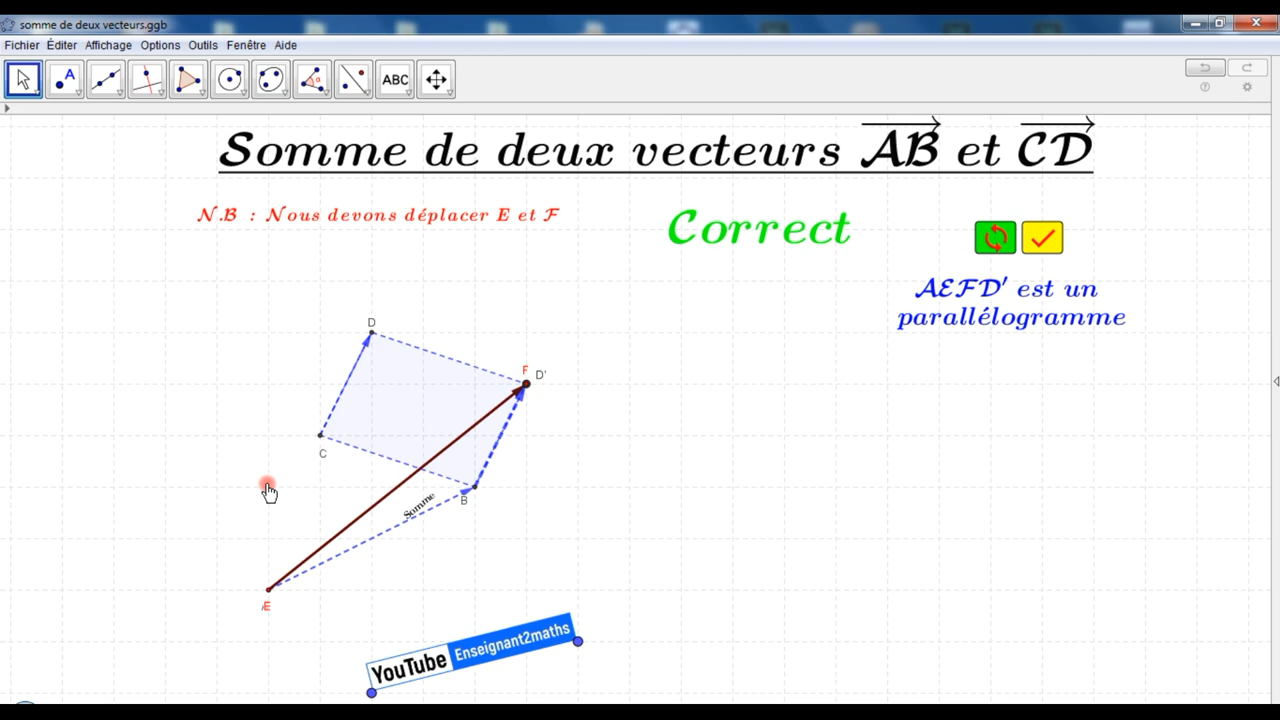 somme de deux vecteurs.ggb
Fichier Éditer Affichage Options Outils Fenêtre Aide
A
α
ABC
Somme de deux vecteurs AB et CD
N.B : Nous devons déplacer E et F
Correct
AEFD' est un
parallélogramme
D
F
D'
C
B
Somme
E
YouTube Enseignant2maths